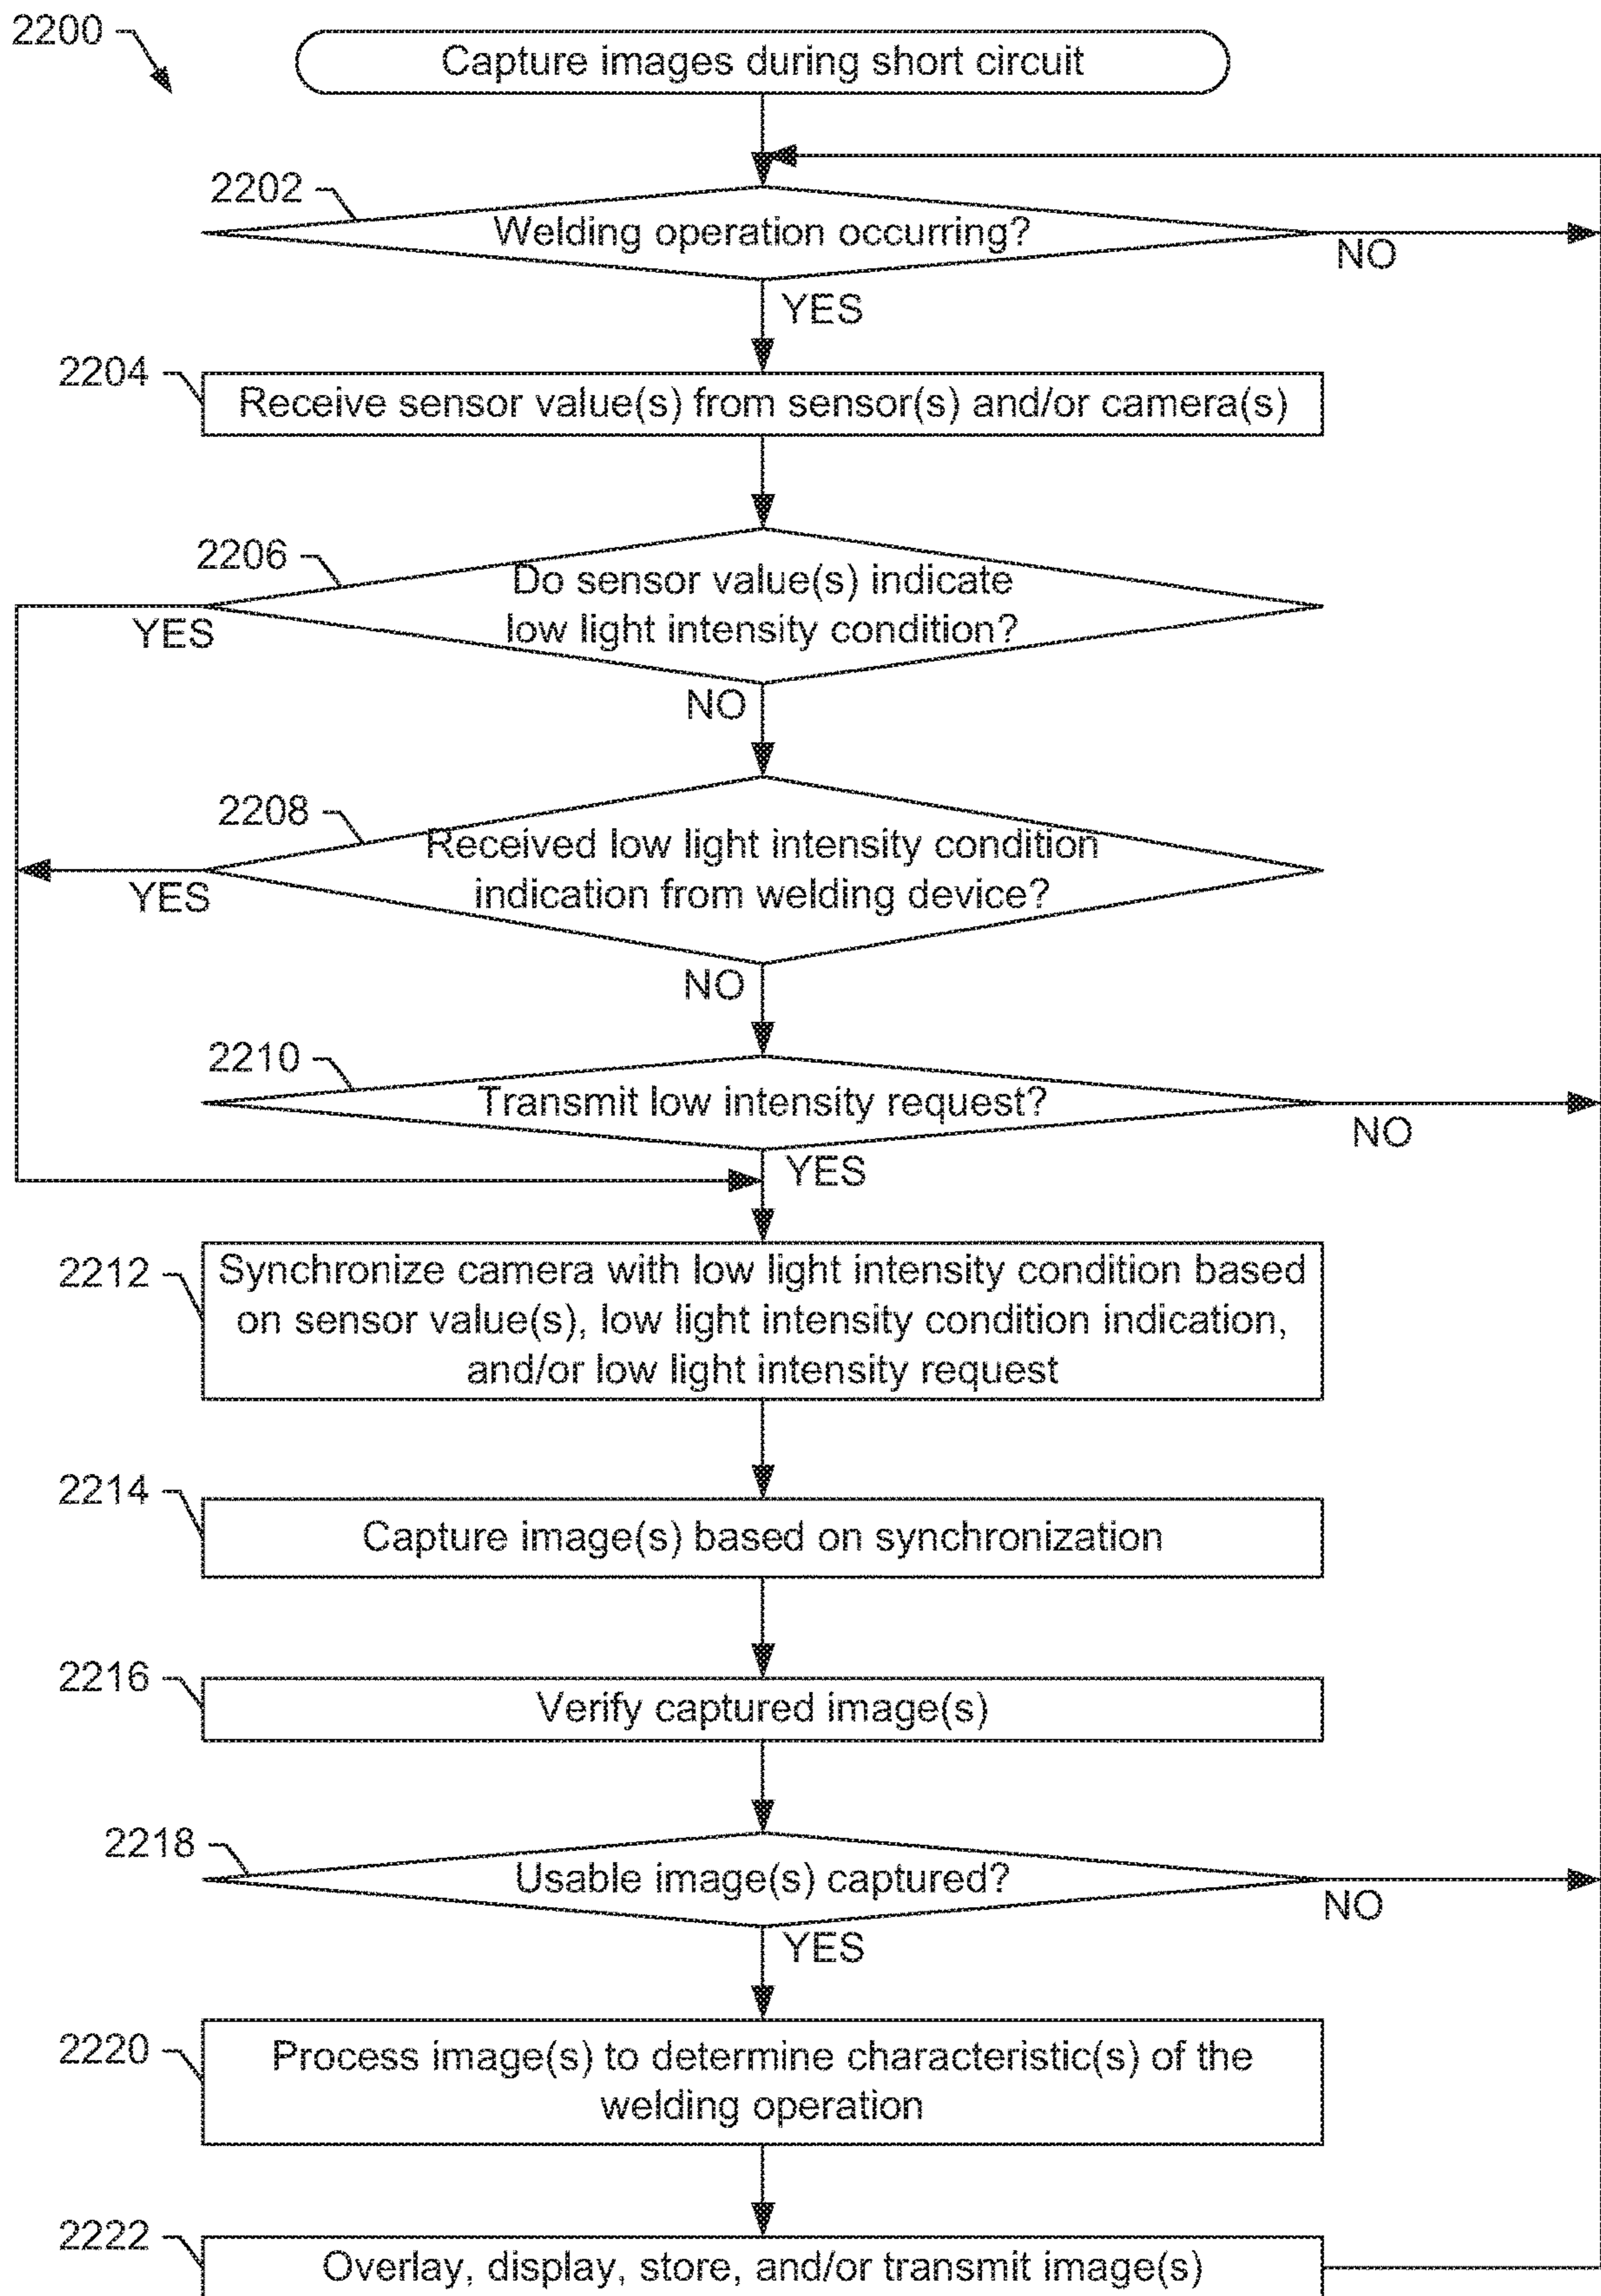 2200
Capture images during short circuit
2202
Welding operation occurring?
NO
YES
2204
Receive sensor value(s) from sensor(s) and/or camera(s)
2206
Do sensor value(s) indicate
low light intensity condition?
YES
NO
2208
Received low light intensity condition
indication from welding device?
YES
NO
2210
Transmit low intensity request?
NO
YES
2212
Synchronize camera with low light intensity condition based
on sensor value(s), low light intensity condition indication,
and/or low light intensity request
2214
Capture image(s) based on synchronization
2216
Verify captured image(s)
2218
Usable image(s) captured?
NO
YES
2220
Process image(s) to determine characteristic(s) of the
welding operation
2222
Overlay, display, store, and/or transmit image(s)